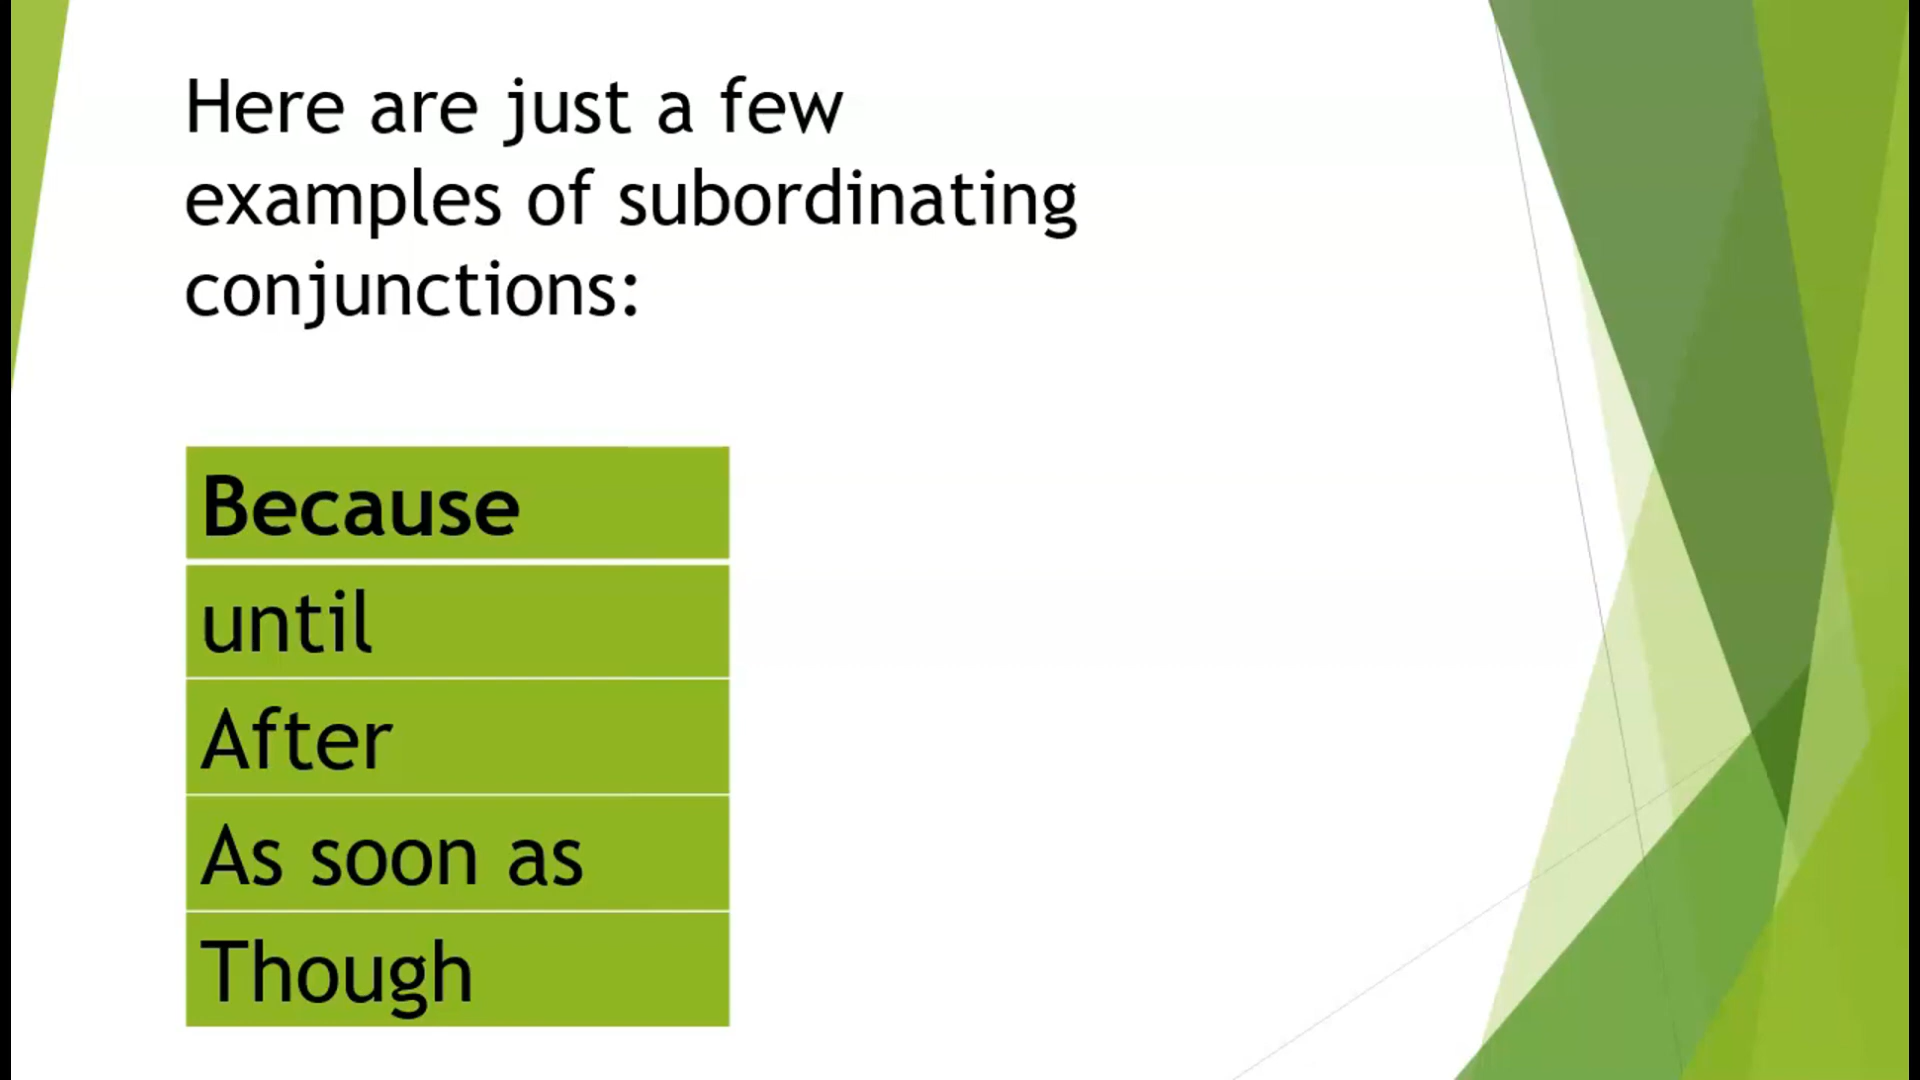 Here are just a few
examples of subordinating
conjunctions:
Because
until
After
As soon as
Though